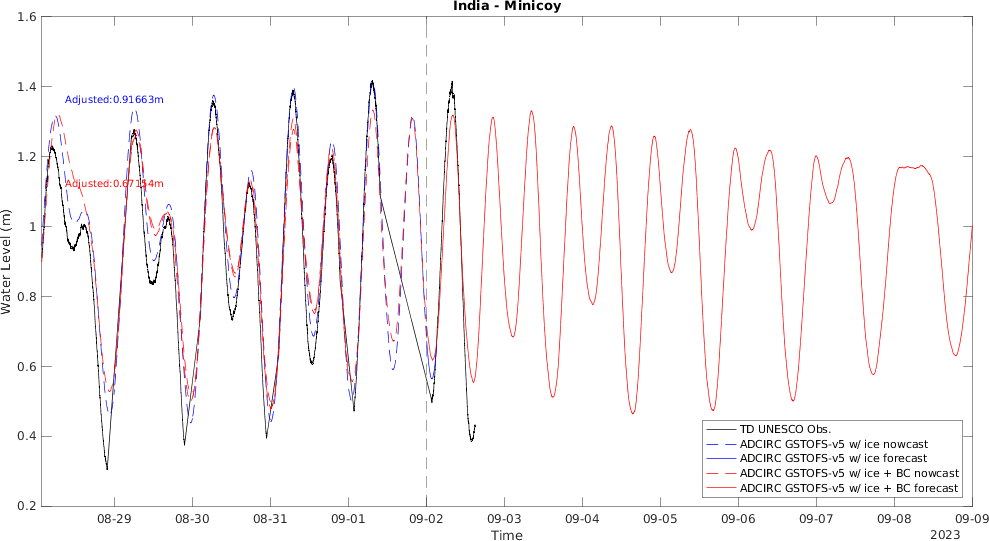 India - Minicoy
1.6
1.4
1.2
1
0.8
0.6
0.4
0.2
Water Level (m)
Adjusted:0.91663m
Adjusted:0.67154m
TD UNESCO Obs.
ADCIRC GSTOFS-v5 w/ ice nowcast
ADCIRC GSTOFS-v5 w/ ice forecast
ADCIRC GSTOFS-v5 w/ ice + BC nowcast
ADCIRC GSTOFS-v5 w/ ice + BC forecast
08-29 08-30 08-31 09-01 09-02 09-03 09-04 09-05 09-06 09-07 09-08 09-09
Time
2023